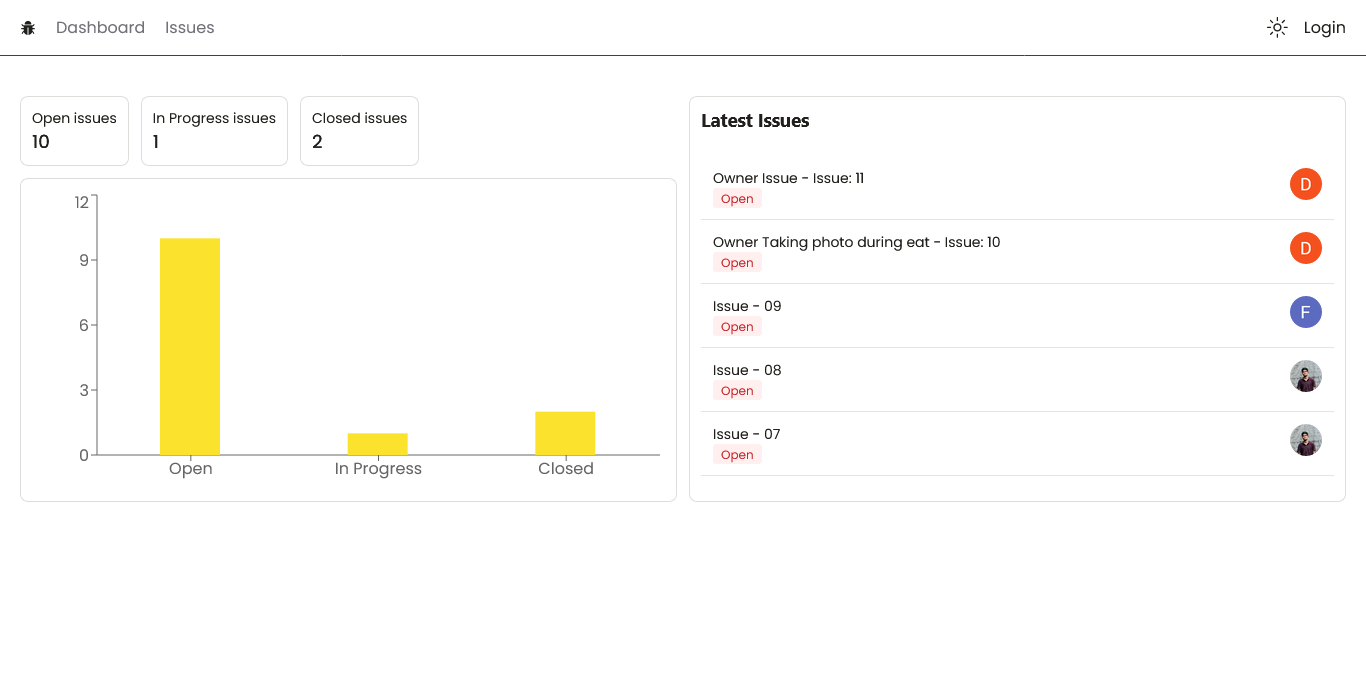 Dashboard Issues
Login
Open issues
10
In Progress issues
1
Closed issues
2
12
9
6
3
0
Open
In Progress
Closed
Latest Issues
Owner Issue - Issue: 11
Open
D
Owner Taking photo during eat - Issue: 10
Open
D
Issue - 09
Open
F
Issue - 08
Open
Issue - 07
Open